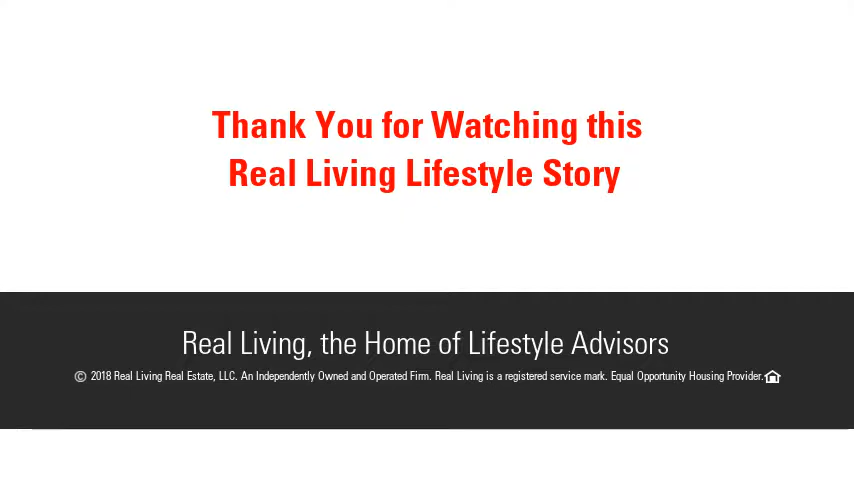 Thank You for Watching this
Real Living Lifestyle Story
Real Living, the Home of Lifestyle Advisors
© 2018 Real Living Real Estate, LLC. An Independently Owned and Operated Firm. Real Living is a registered service mark. Equal Opportunity Housing Provider.